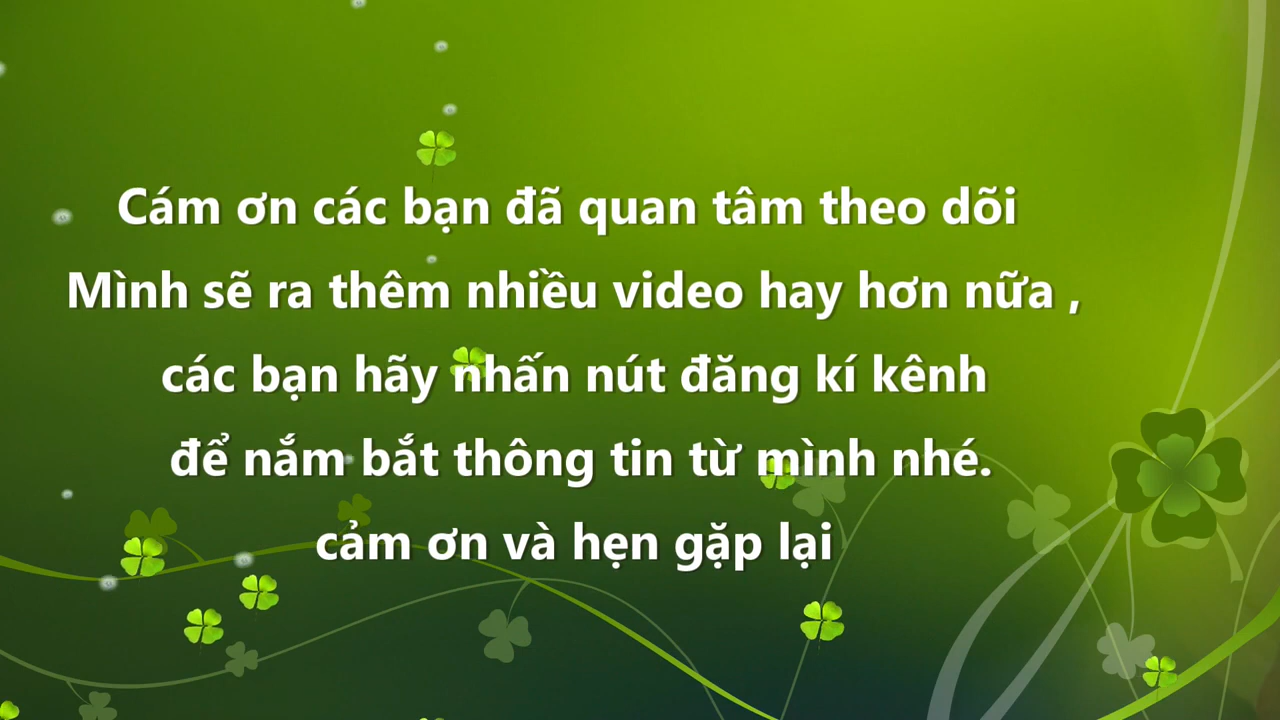 Cám ơn các bạn đã quan tâm theo dõi
Mình sẽ ra thêm nhiều video hay hơn nữa ,
các bạn hãy nhấn nút đăng kí kênh
để nắm bắt thông tin từ mình nhé.
cảm ơn và hẹn gặp lại